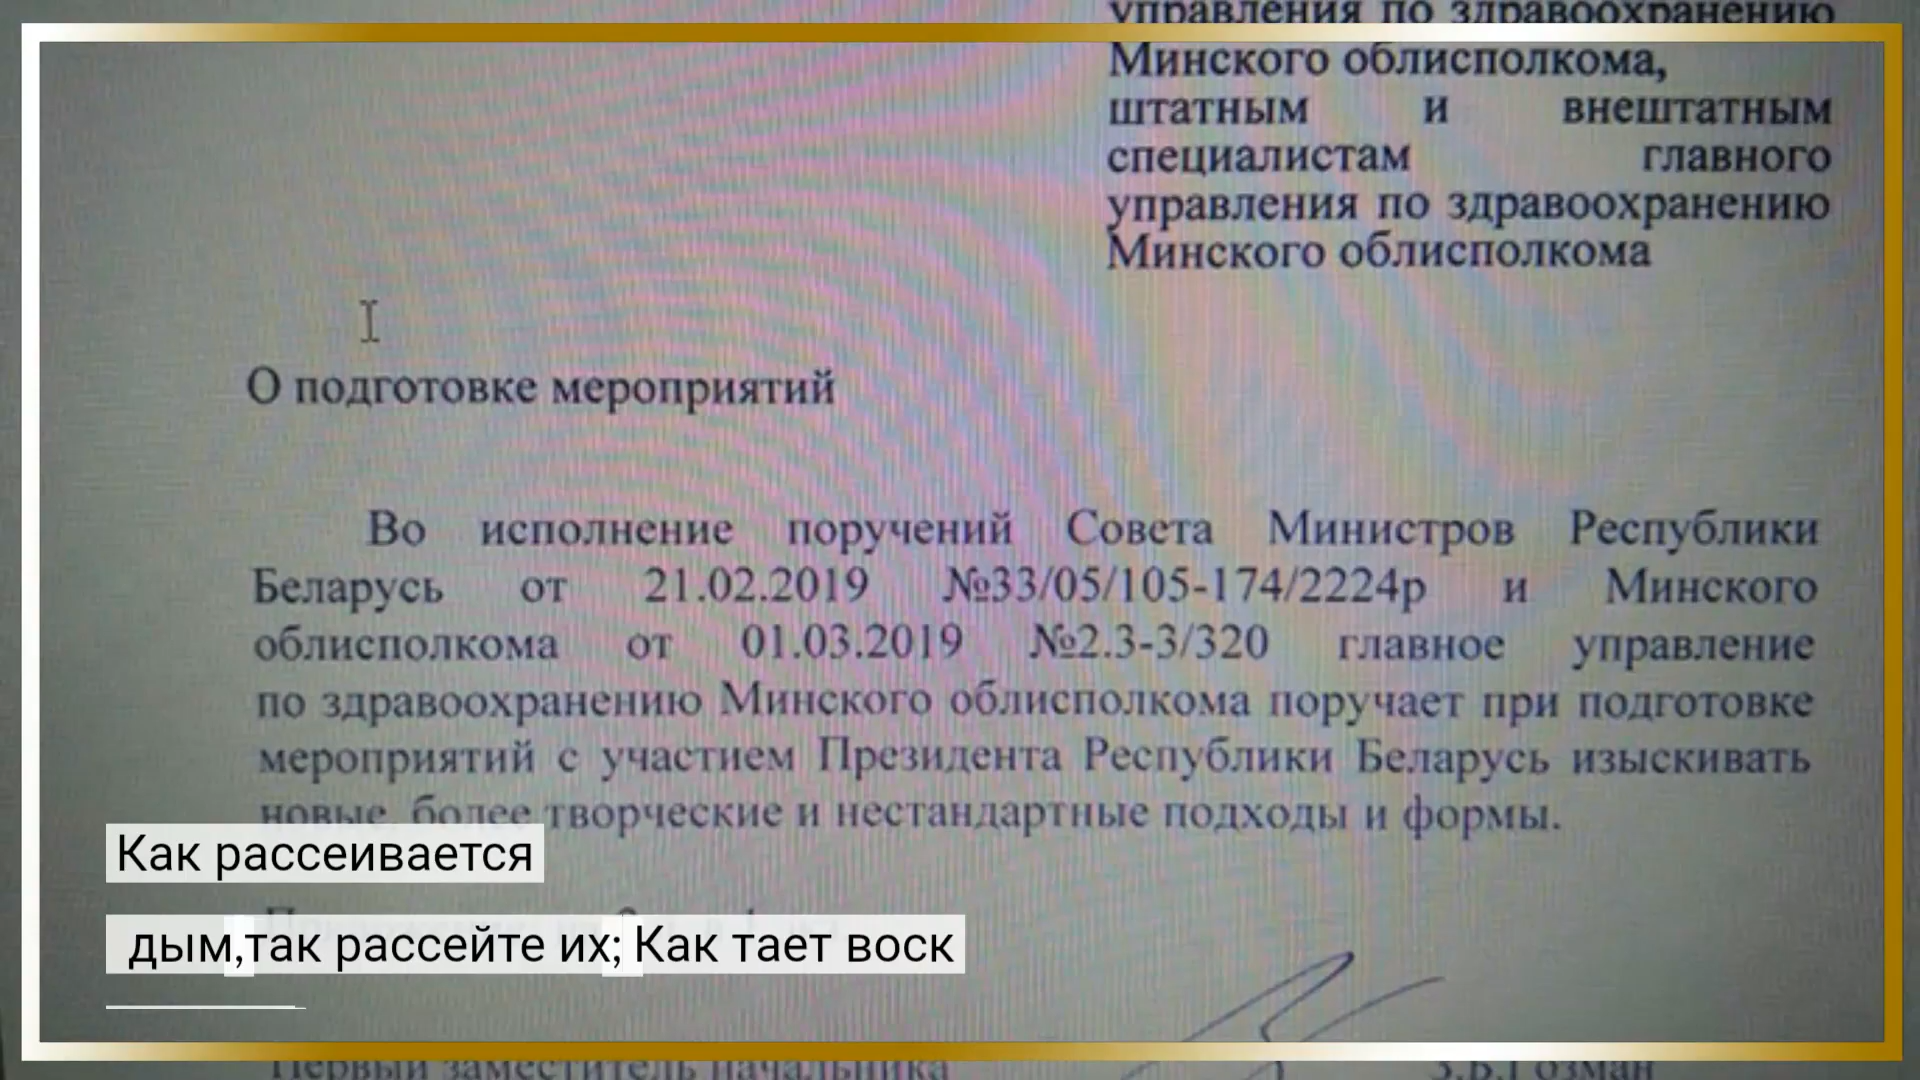 управления по здравоохранению
Минского облисполкома,
штатным и внештатным
специалистам главного
управления по здравоохранению
Минского облисполкома
О подготовке мероприятий
Во исполнение поручений Совета Министров Республики
Беларусь от 21.02.2019 №33/05/105-174/2224р и Минского
облисполкома от 01.03.2019 №2.3-3/320 главное управление
по здравоохранению Минского облисполкома поручает при подготовке
мероприятий с участием Президента Республики Беларусь изыскивать
новые, более творческие и нестандартные подходы и формы.
Как рассеивается
дым,так рассейте их; Как тает воск
Первый заместитель начальника